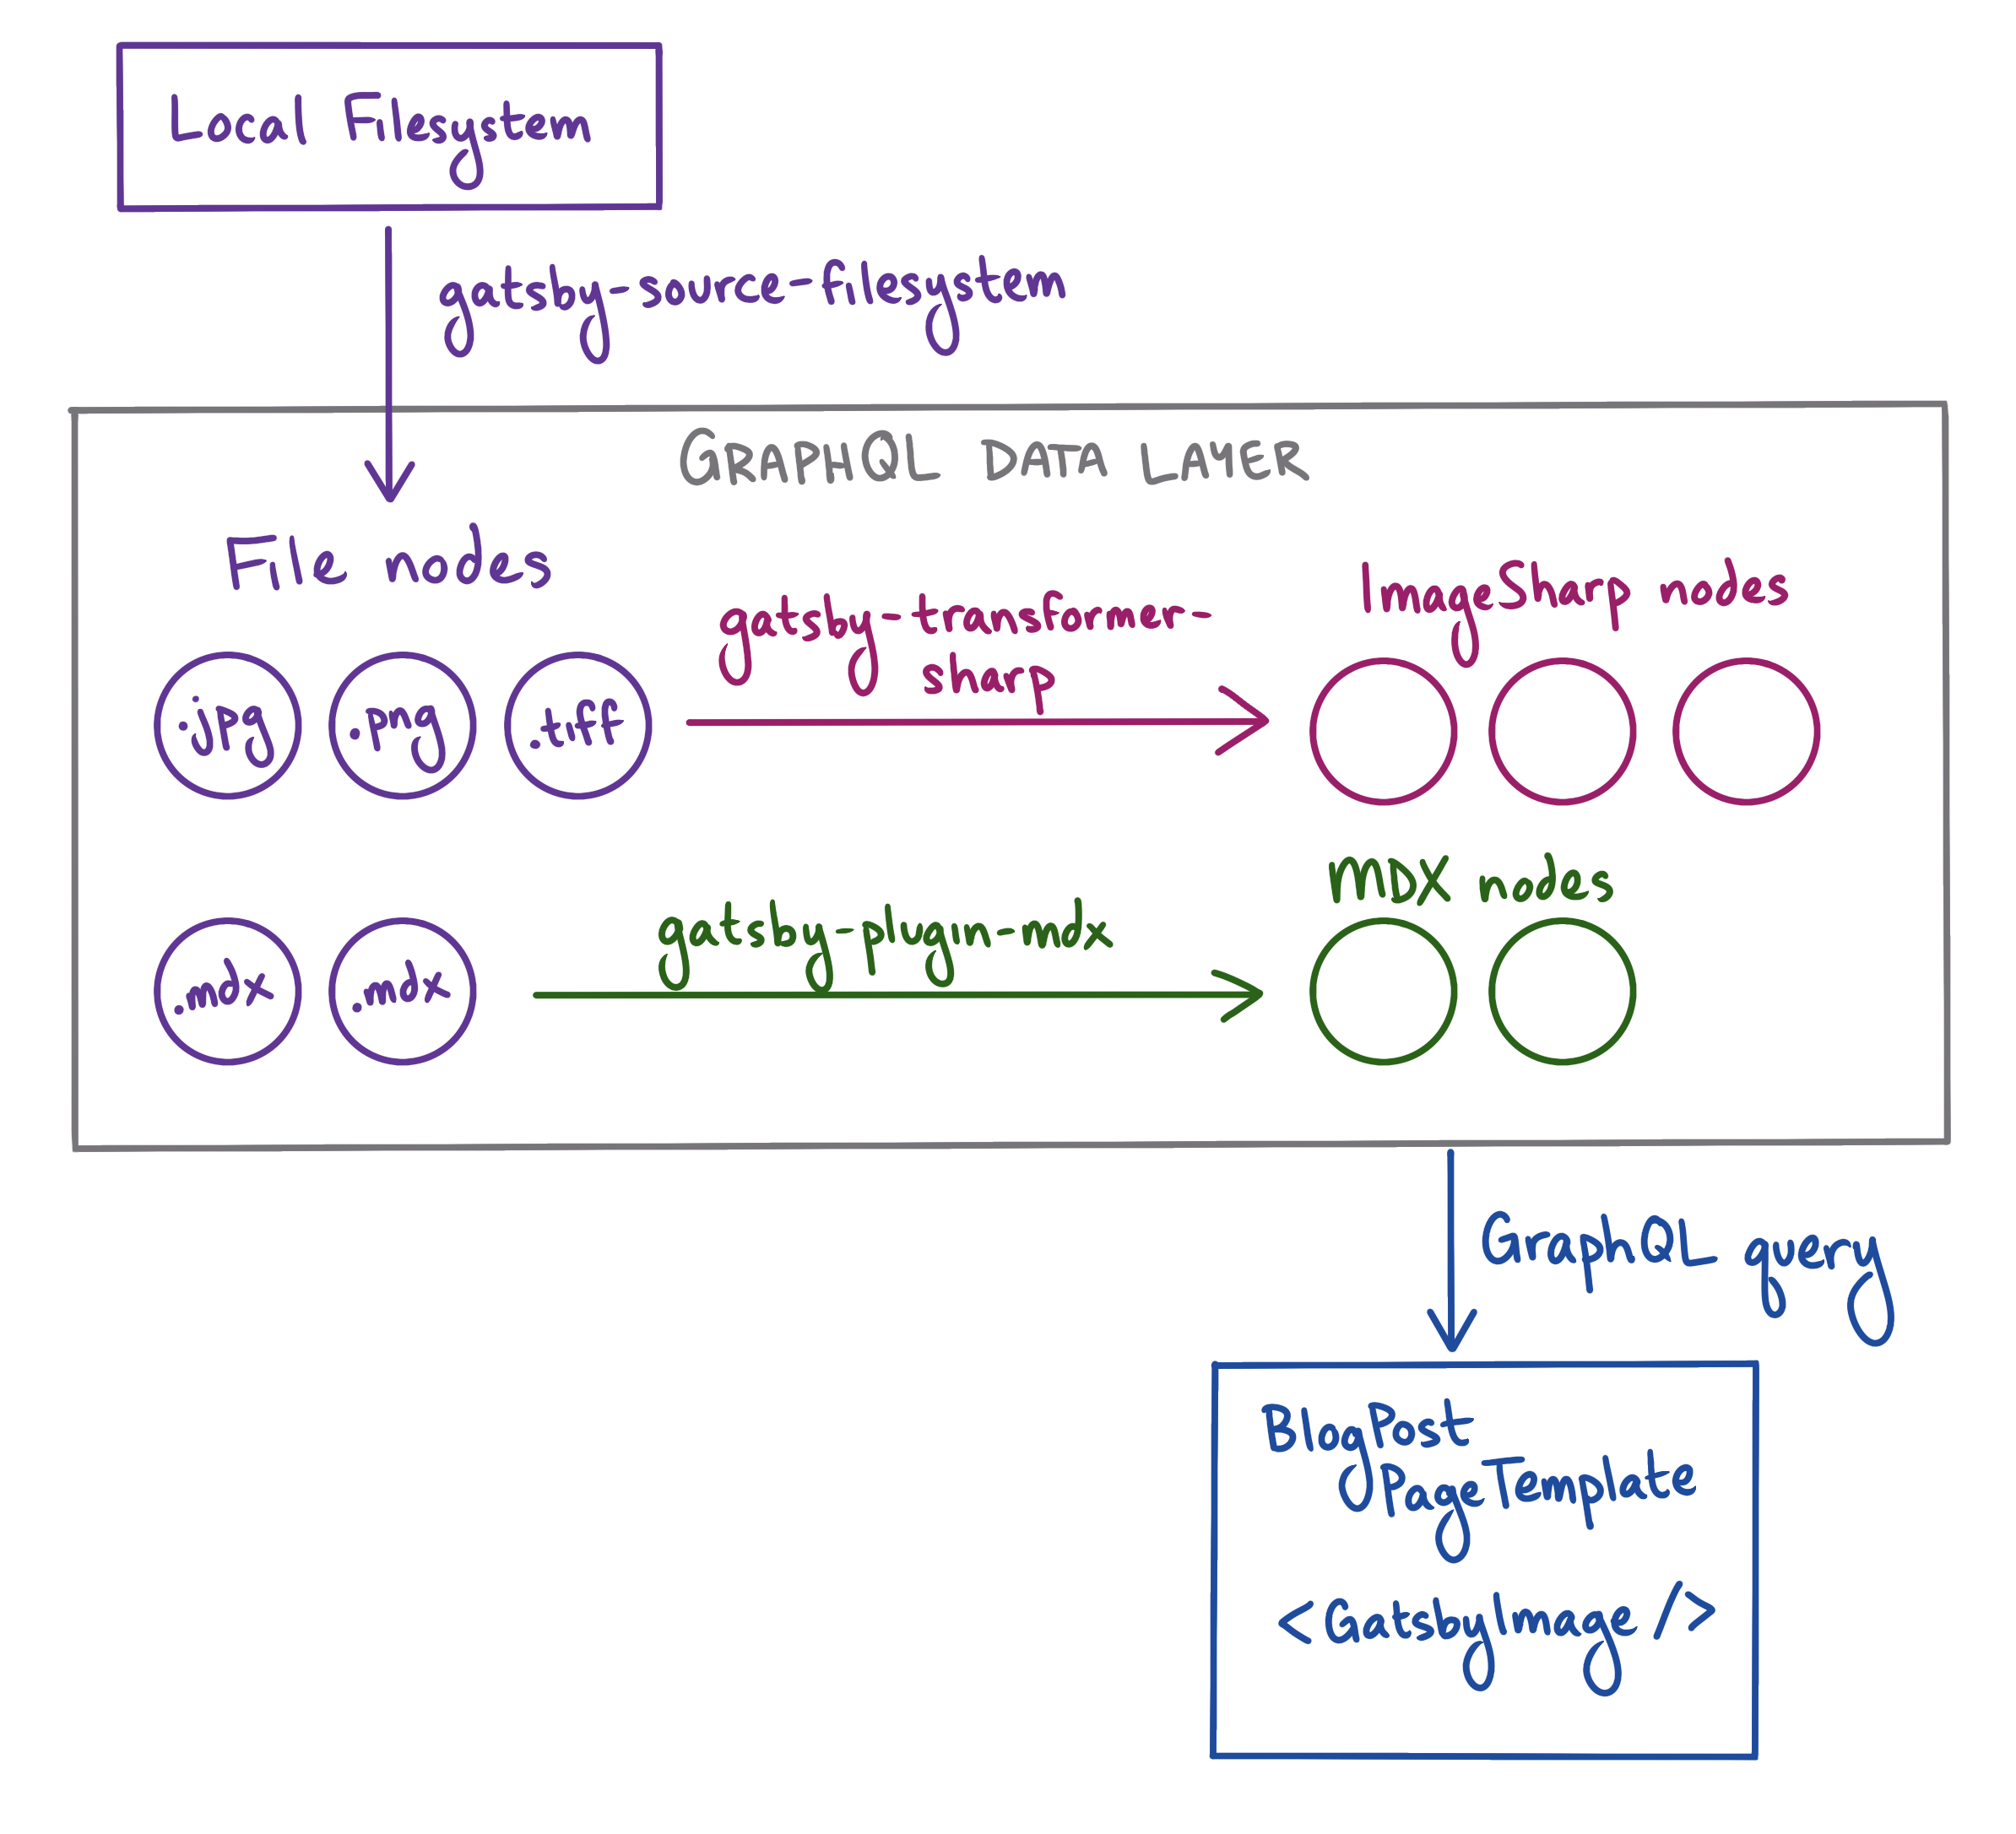 Local Filesystem
gatsby-source-filesystem
GRAPHQL DATA LAYER
File nodes
gatsby-transformer-
sharp
ImageSharp nodes
.jpg
.png
.tiff
MDX nodes
gatsby-plugin-mdx
.mdx
.mdx
GraphQL query
BlogPost
PageTemplate
<GatsbyImage />